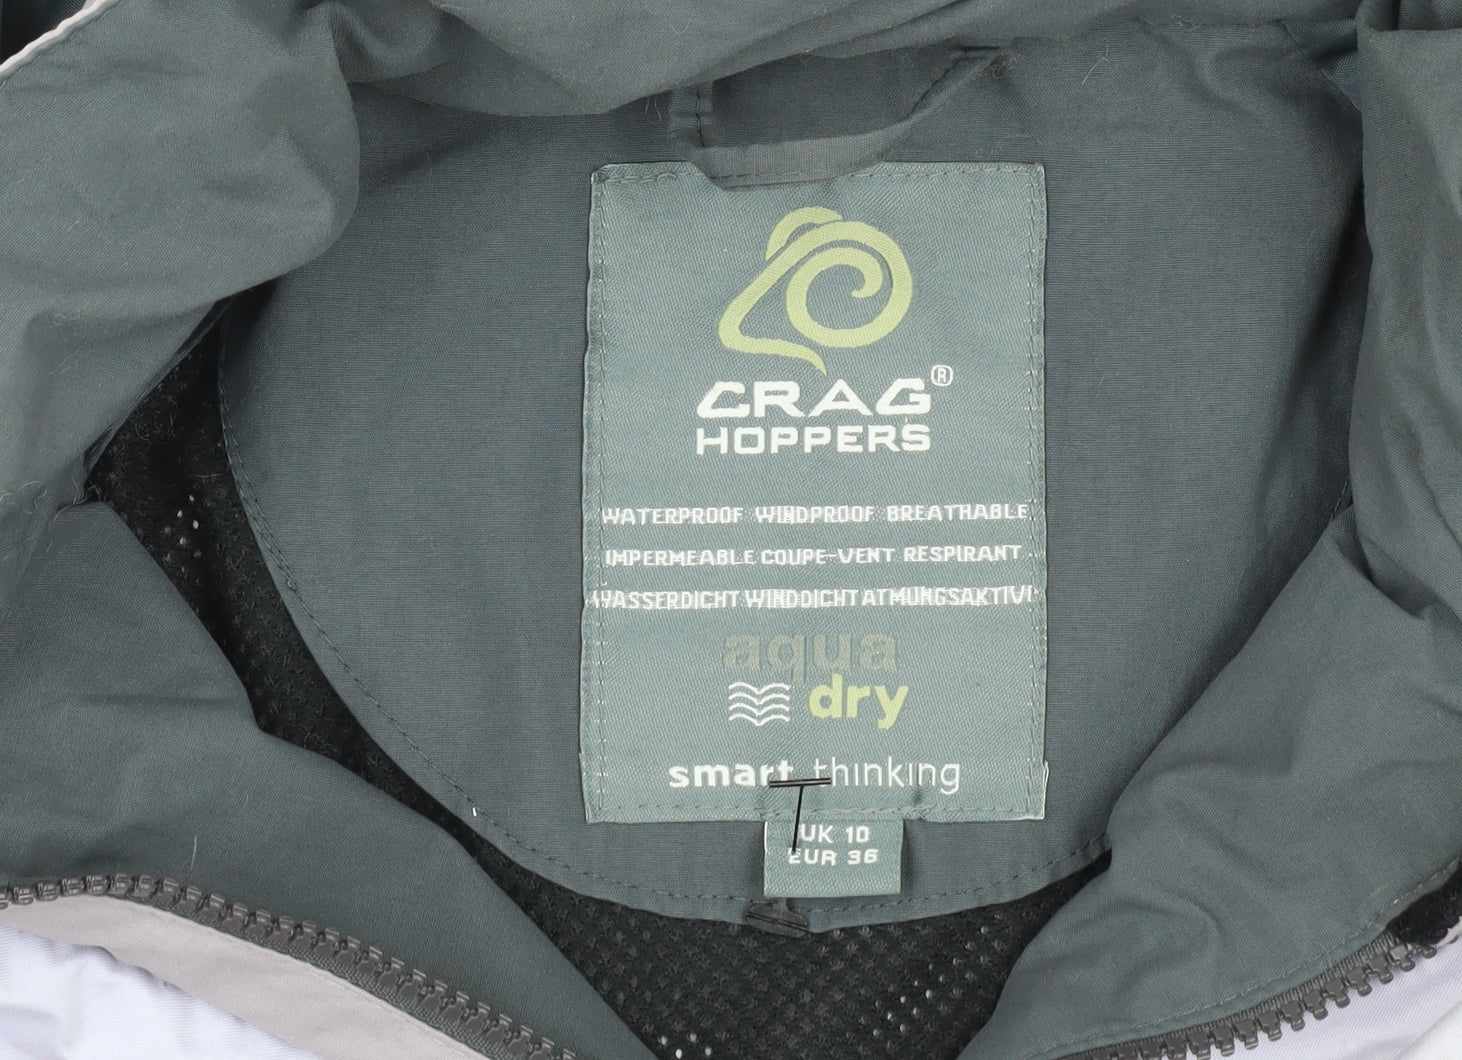 CRAG®
HOPPERS
WATERPROOF WINDPROOF BREATHABLE
IMPERMEABLE COUPE-VENT RESPIRANT
WASSERDICHT WINDDICHT ATMUNGSAKTIV
aqua
dry
smart thinking
UK 10
EUR 36